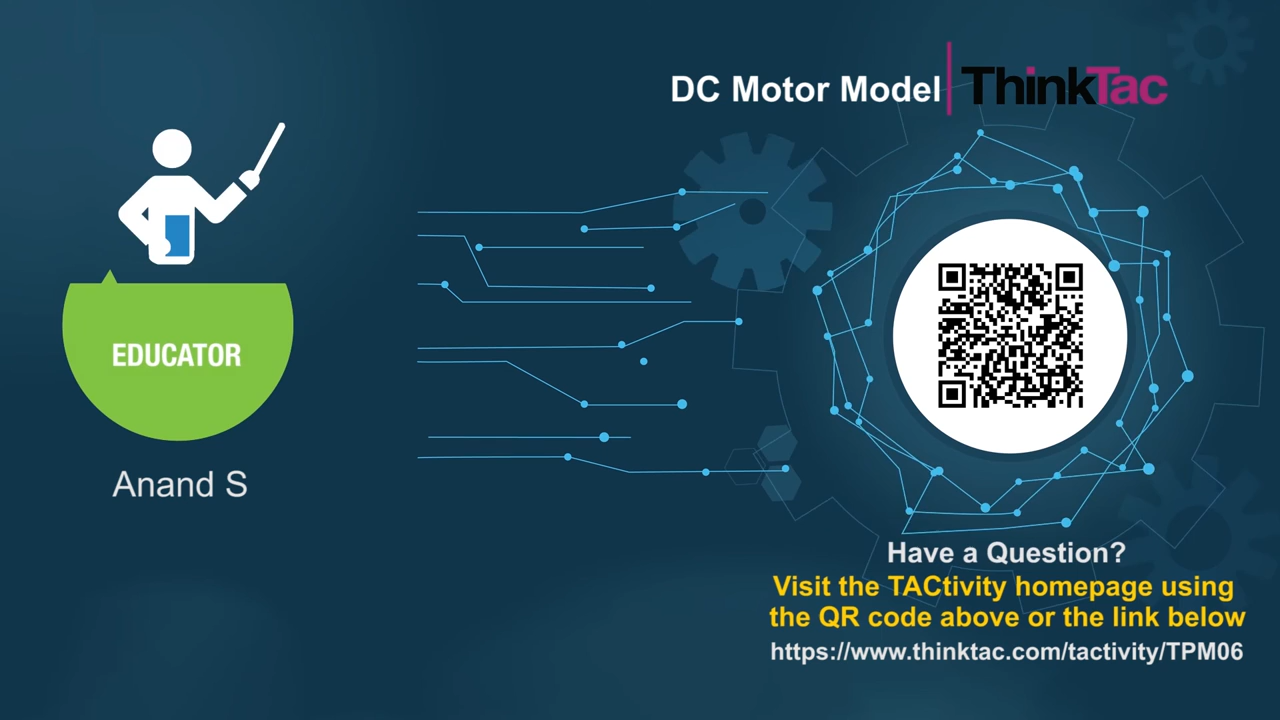 DC Motor Model
ThinkTac
EDUCATOR
Anand S
Have a Question?
Visit the TACtivity homepage using
the QR code above or the link below
https://www.thinktac.com/tactivity/TPM06